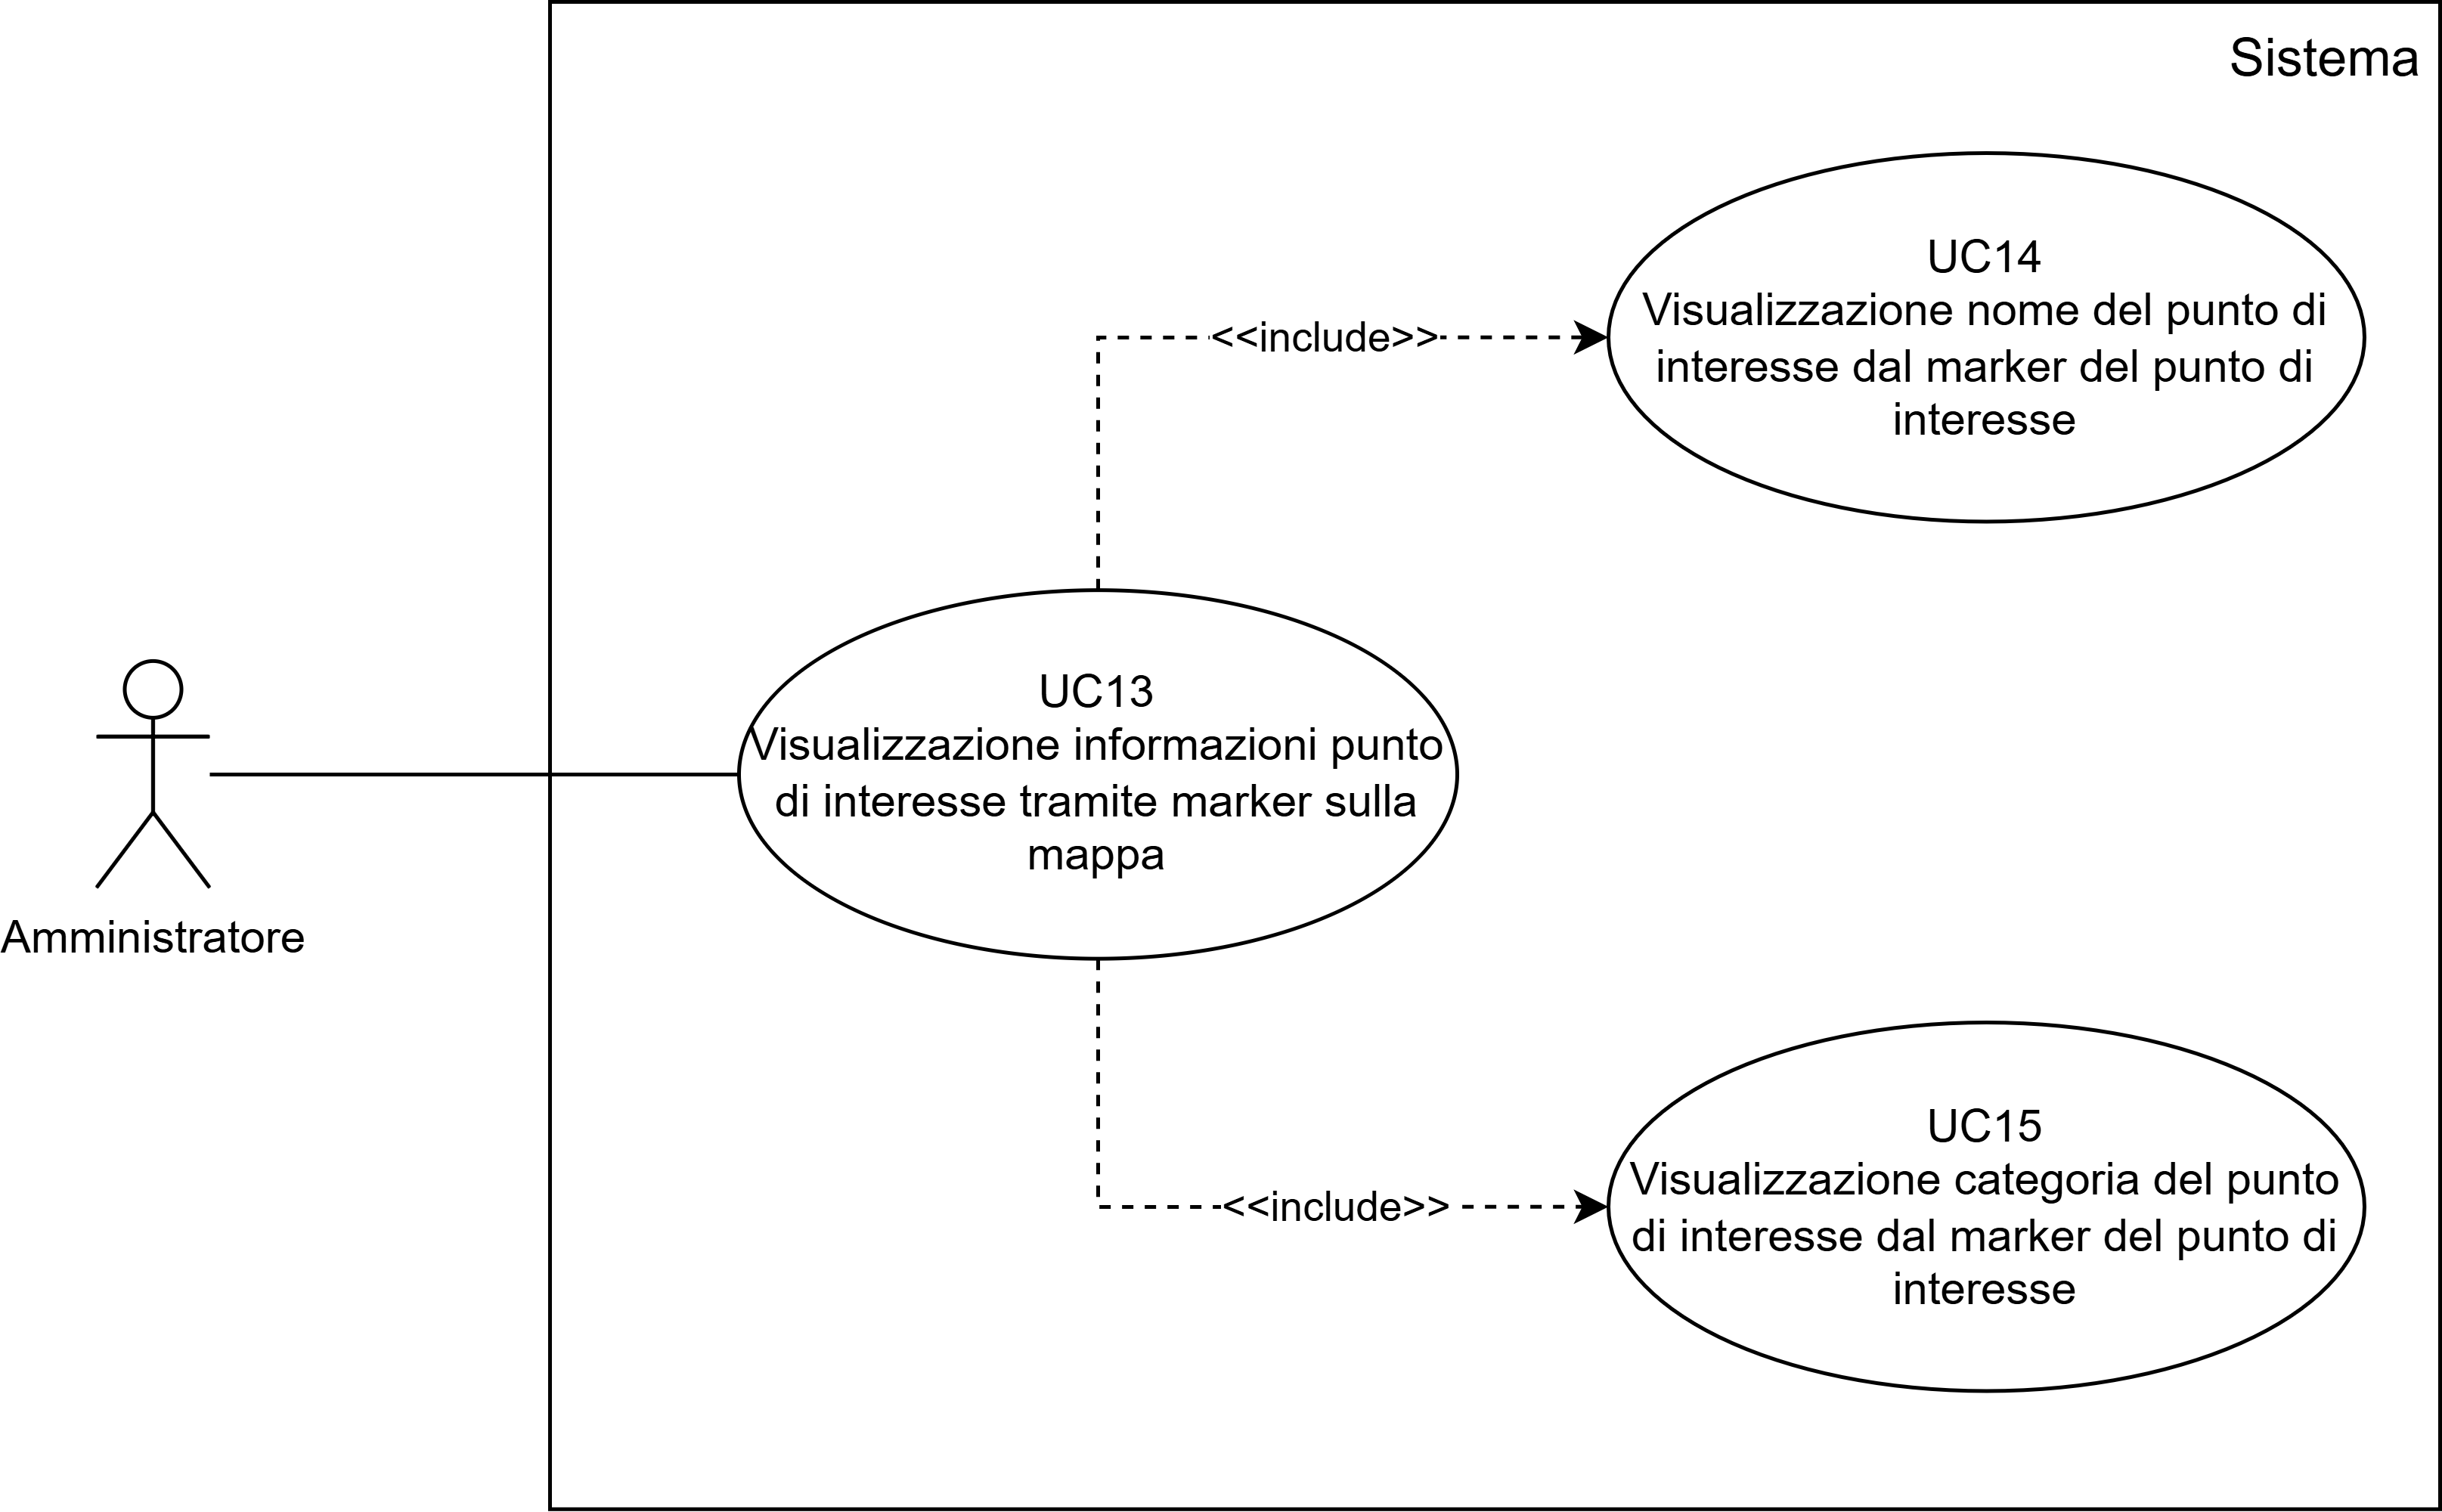 Sistema
UC14
Visualizzazione nome del punto di
interesse dal marker del punto di
interesse
<<include>>
UC13
Visualizzazione informazioni punto
di interesse tramite marker sulla
mappa
Amministratore
UC15
Visualizzazione categoria del punto
di interesse dal marker del punto di
interesse
<<include>>